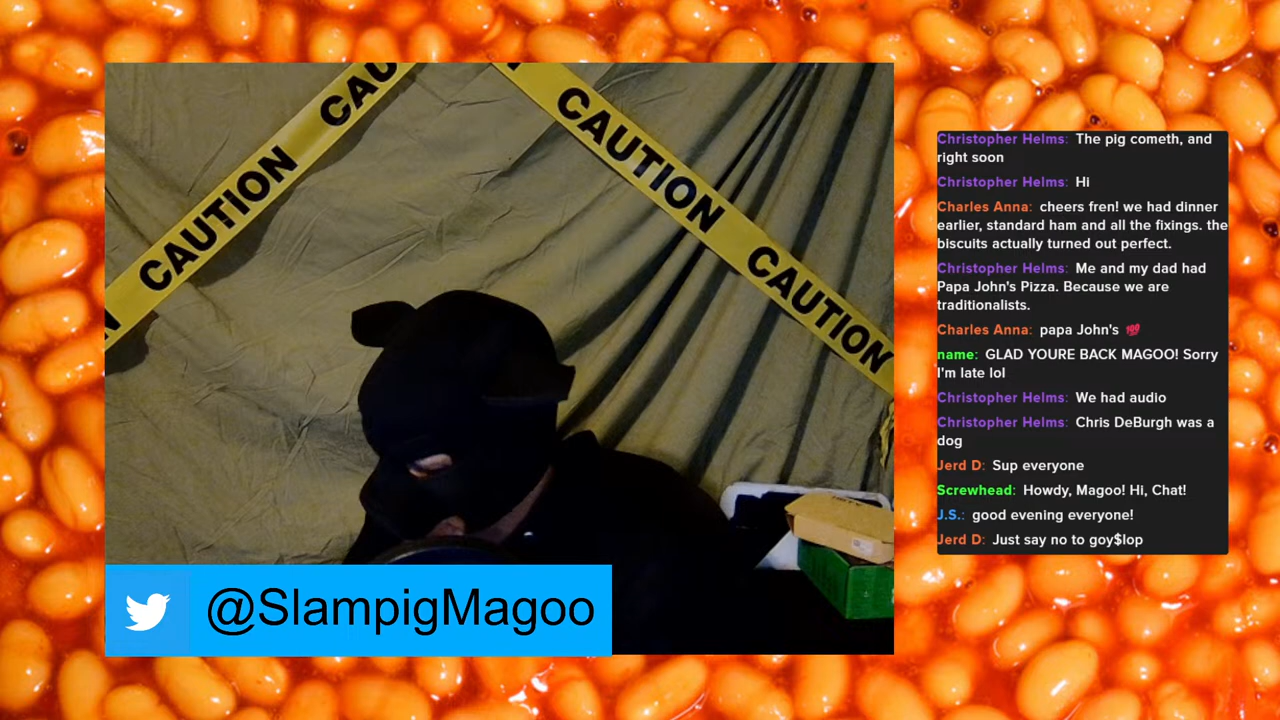 CAUTION CAU
CAUTION CAUTION
@SlampigMagoo
Christopher Helms: The pig cometh, and
right soon
Christopher Helms: Hi
Charles Anna: cheers fren! we had dinner
earlier, standard ham and all the fixings. the
biscuits actually turned out perfect.
Christopher Helms: Me and my dad had
Papa John's Pizza. Because we are
traditionalists.
Charles Anna: papa John's 💯
name: GLAD YOURE BACK MAGOO! Sorry
I'm late lol
Christopher Helms: We had audio
Christopher Helms: Chris DeBurgh was a
dog
Jerd D: Sup everyone
Screwhead: Howdy, Magoo! Hi, Chat!
J.S.: good evening everyone!
Jerd D: Just say no to goy$lop